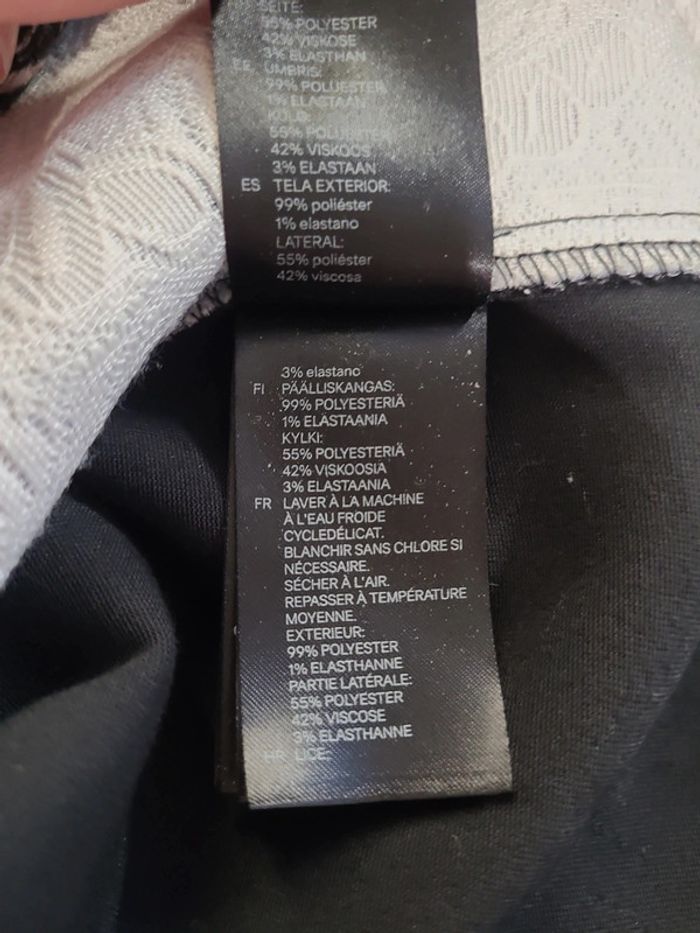 SEITE:
55% POLYESTER
42% VISKOSE
3% ELASTHAN
EE ÜMBRIS:
99% POLÜESTER
1% ELASTAAN
KÜLG:
55% POLÜESTER
42% VISKOOS
3% ELASTAAN
ES TELA EXTERIOR:
99% poliéster
1% elastano
LATERAL:
55% poliéster
42% viscosa
3% elastano
FI PÄÄLLISKANGAS:
99% POLYESTERIÄ
1% ELASTAANIA
KYLKI:
55% POLYESTERIÄ
42% VISKOOSIA
3% ELASTAANIA
FR LAVER À LA MACHINE
À L'EAU FROIDE
CYCLEDÉLICAT.
BLANCHIR SANS CHLORE SI
NÉCESSAIRE.
SÉCHER À L'AIR.
REPASSER À TEMPÉRATURE
MOYENNE.
EXTERIEUR:
99% POLYESTER
1% ELASTHANNE
PARTIE LATÉRALE:
55% POLYESTER
42% VISCOSE
3% ELASTHANNE
HR LICE: